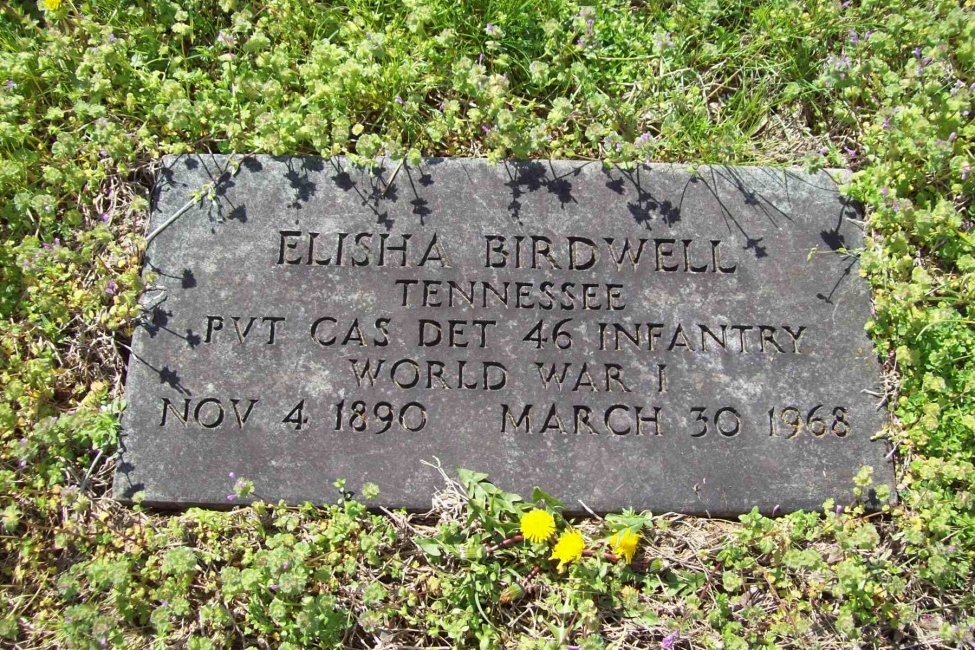 ELISHA BIRDWELL
TENNESSEE
PVT CAS DET 46 INFANTRY
WORLD WAR I
NOV 4 1890 MARCH 30 1968